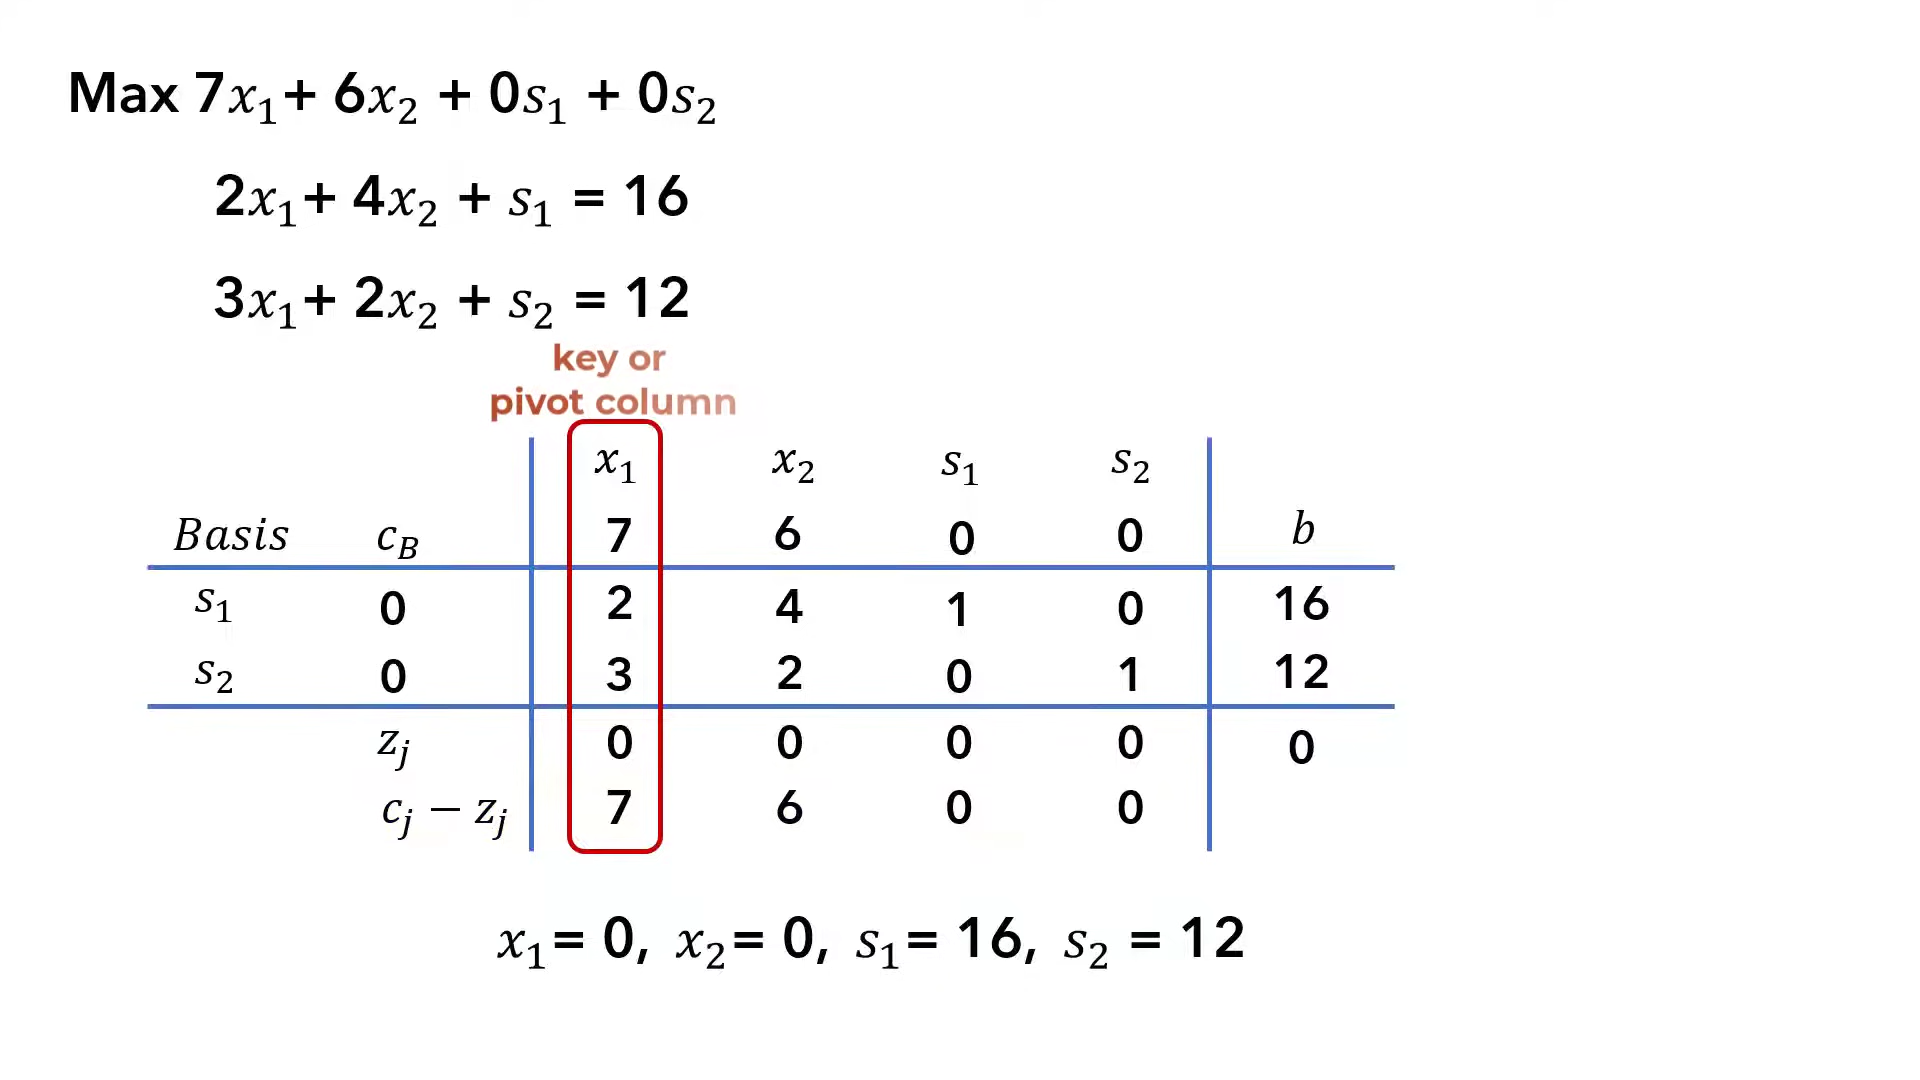 Max 7x₁+ 6x₂ + 0s₁ + 0s₂
2x₁+ 4x₂ + s₁ = 16
3x₁+ 2x₂ + s₂ = 12
key or
pivot column
x₁ x₂ s₁ s₂
Basis c_B 7 6 0 0 b
s₁ 0 2 4 1 0 16
s₂ 0 3 2 0 1 12
z_j 0 0 0 0 0
c_j − z_j 7 6 0 0
x₁= 0, x₂= 0, s₁= 16, s₂ = 12